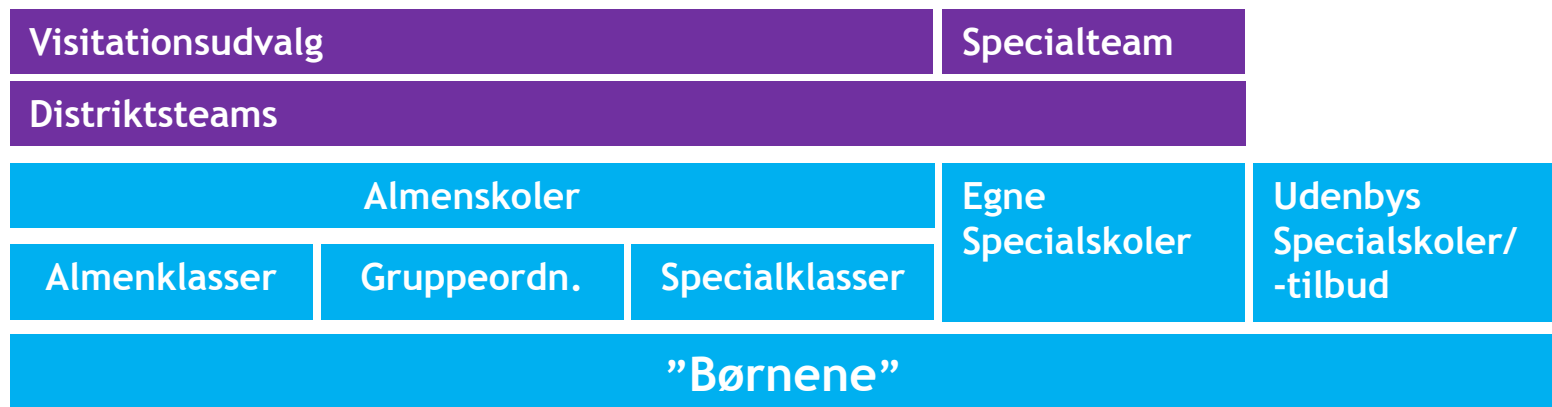 Visitationsudvalg
Specialteam
Distriktsteams
Almenskoler
Egne
Specialskoler
Udenbys
Specialskoler/
-tilbud
Almenklasser
Gruppeordn.
Specialklasser
”Børnene”